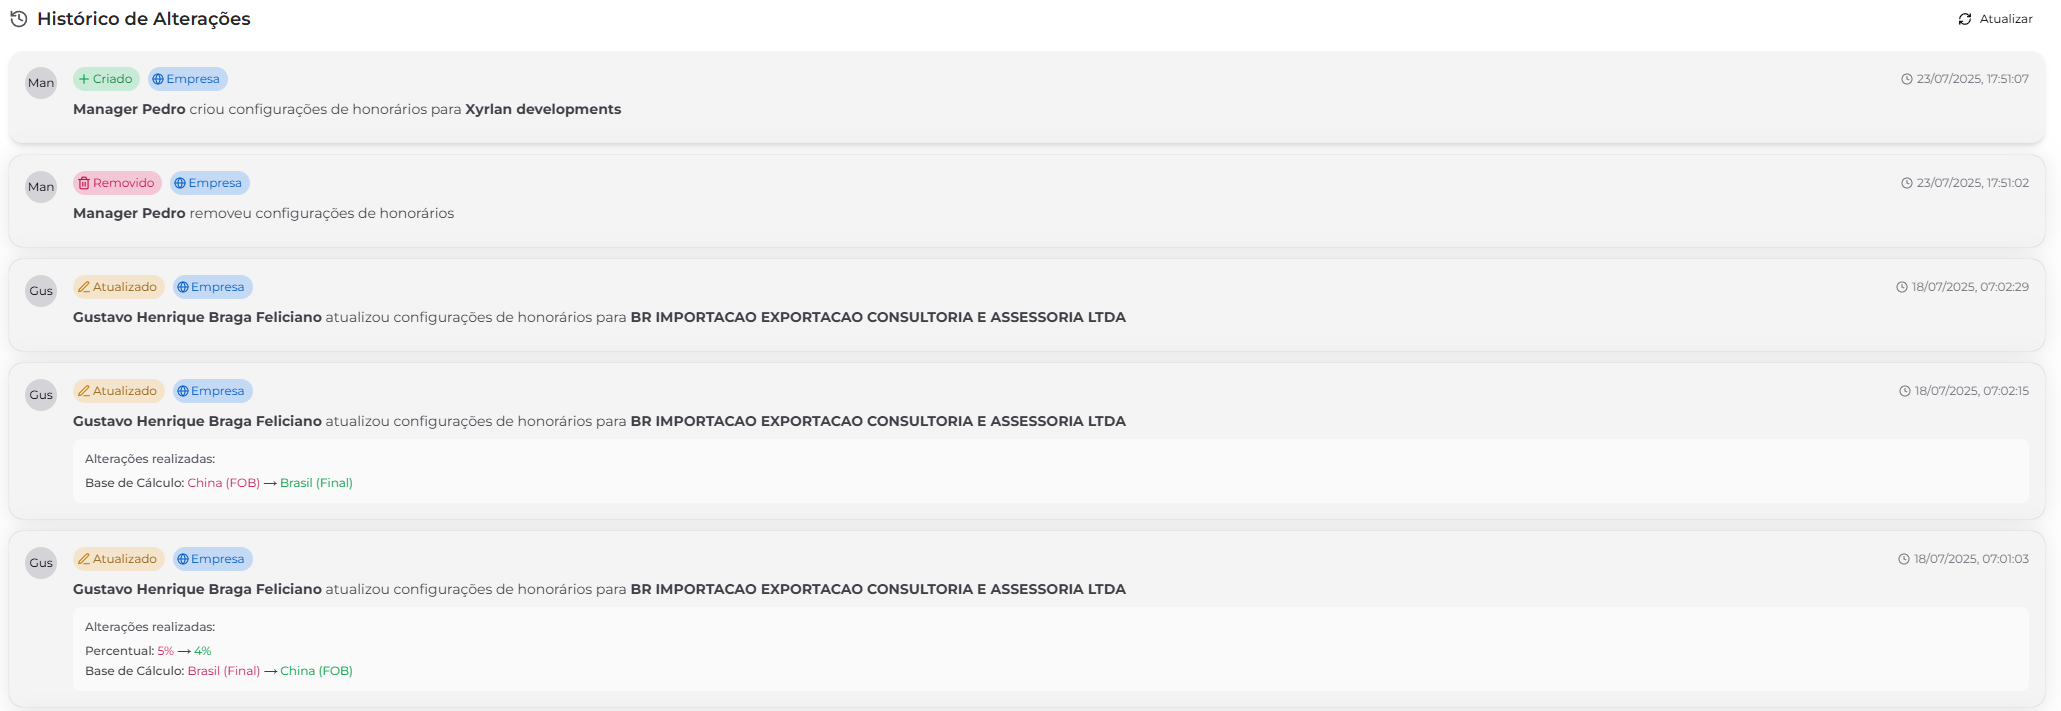 Histórico de Alterações
Atualizar
Man
Criado
Empresa
23/07/2025, 17:51:07
Manager Pedro criou configurações de honorários para Xyrlan developments
Man
Removido
Empresa
23/07/2025, 17:51:02
Manager Pedro removeu configurações de honorários
Gus
Atualizado
Empresa
18/07/2025, 07:02:29
Gustavo Henrique Braga Feliciano atualizou configurações de honorários para BR IMPORTACAO EXPORTACAO CONSULTORIA E ASSESSORIA LTDA
Gus
Atualizado
Empresa
18/07/2025, 07:02:15
Gustavo Henrique Braga Feliciano atualizou configurações de honorários para BR IMPORTACAO EXPORTACAO CONSULTORIA E ASSESSORIA LTDA
Alterações realizadas:
Base de Cálculo: China (FOB) → Brasil (Final)
Gus
Atualizado
Empresa
18/07/2025, 07:01:03
Gustavo Henrique Braga Feliciano atualizou configurações de honorários para BR IMPORTACAO EXPORTACAO CONSULTORIA E ASSESSORIA LTDA
Alterações realizadas:
Percentual: 5% → 4%
Base de Cálculo: Brasil (Final) → China (FOB)